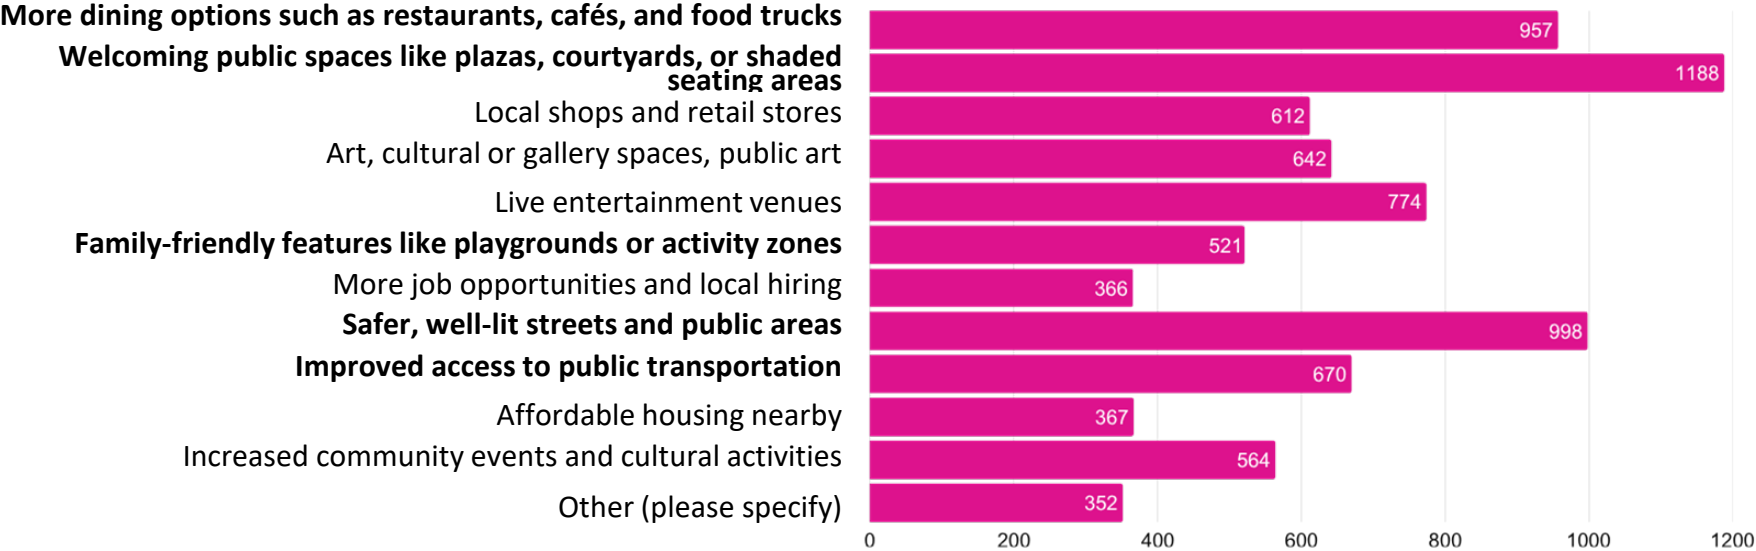 More dining options such as restaurants, cafés, and food trucks
957
Welcoming public spaces like plazas, courtyards, or shaded
seating areas
1188
Local shops and retail stores
612
Art, cultural or gallery spaces, public art
642
Live entertainment venues
774
Family-friendly features like playgrounds or activity zones
521
More job opportunities and local hiring
366
Safer, well-lit streets and public areas
998
Improved access to public transportation
670
Affordable housing nearby
367
Increased community events and cultural activities
564
Other (please specify)
352
0 200 400 600 800 1000 1200